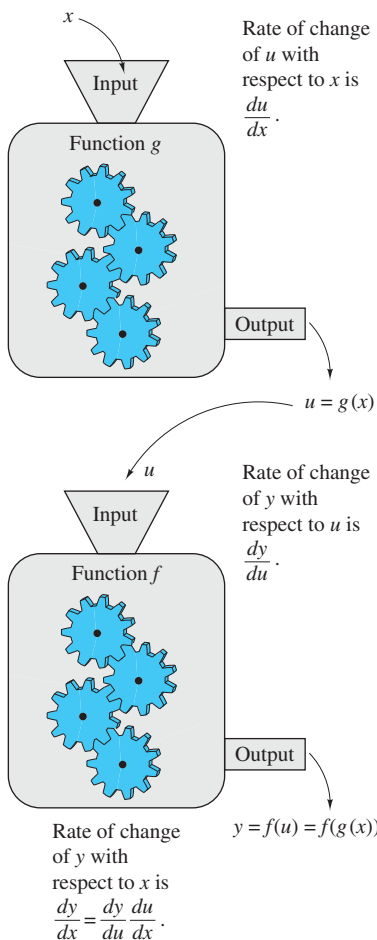 x
Input
Rate of change
of u with
respect to x is
du/dx.
Function g
Output
u = g(x)
u
Input
Rate of change
of y with
respect to u is
dy/du.
Function f
Output
y = f(u) = f(g(x))
Rate of change
of y with
respect to x is
dy/dx = dy/du du/dx.